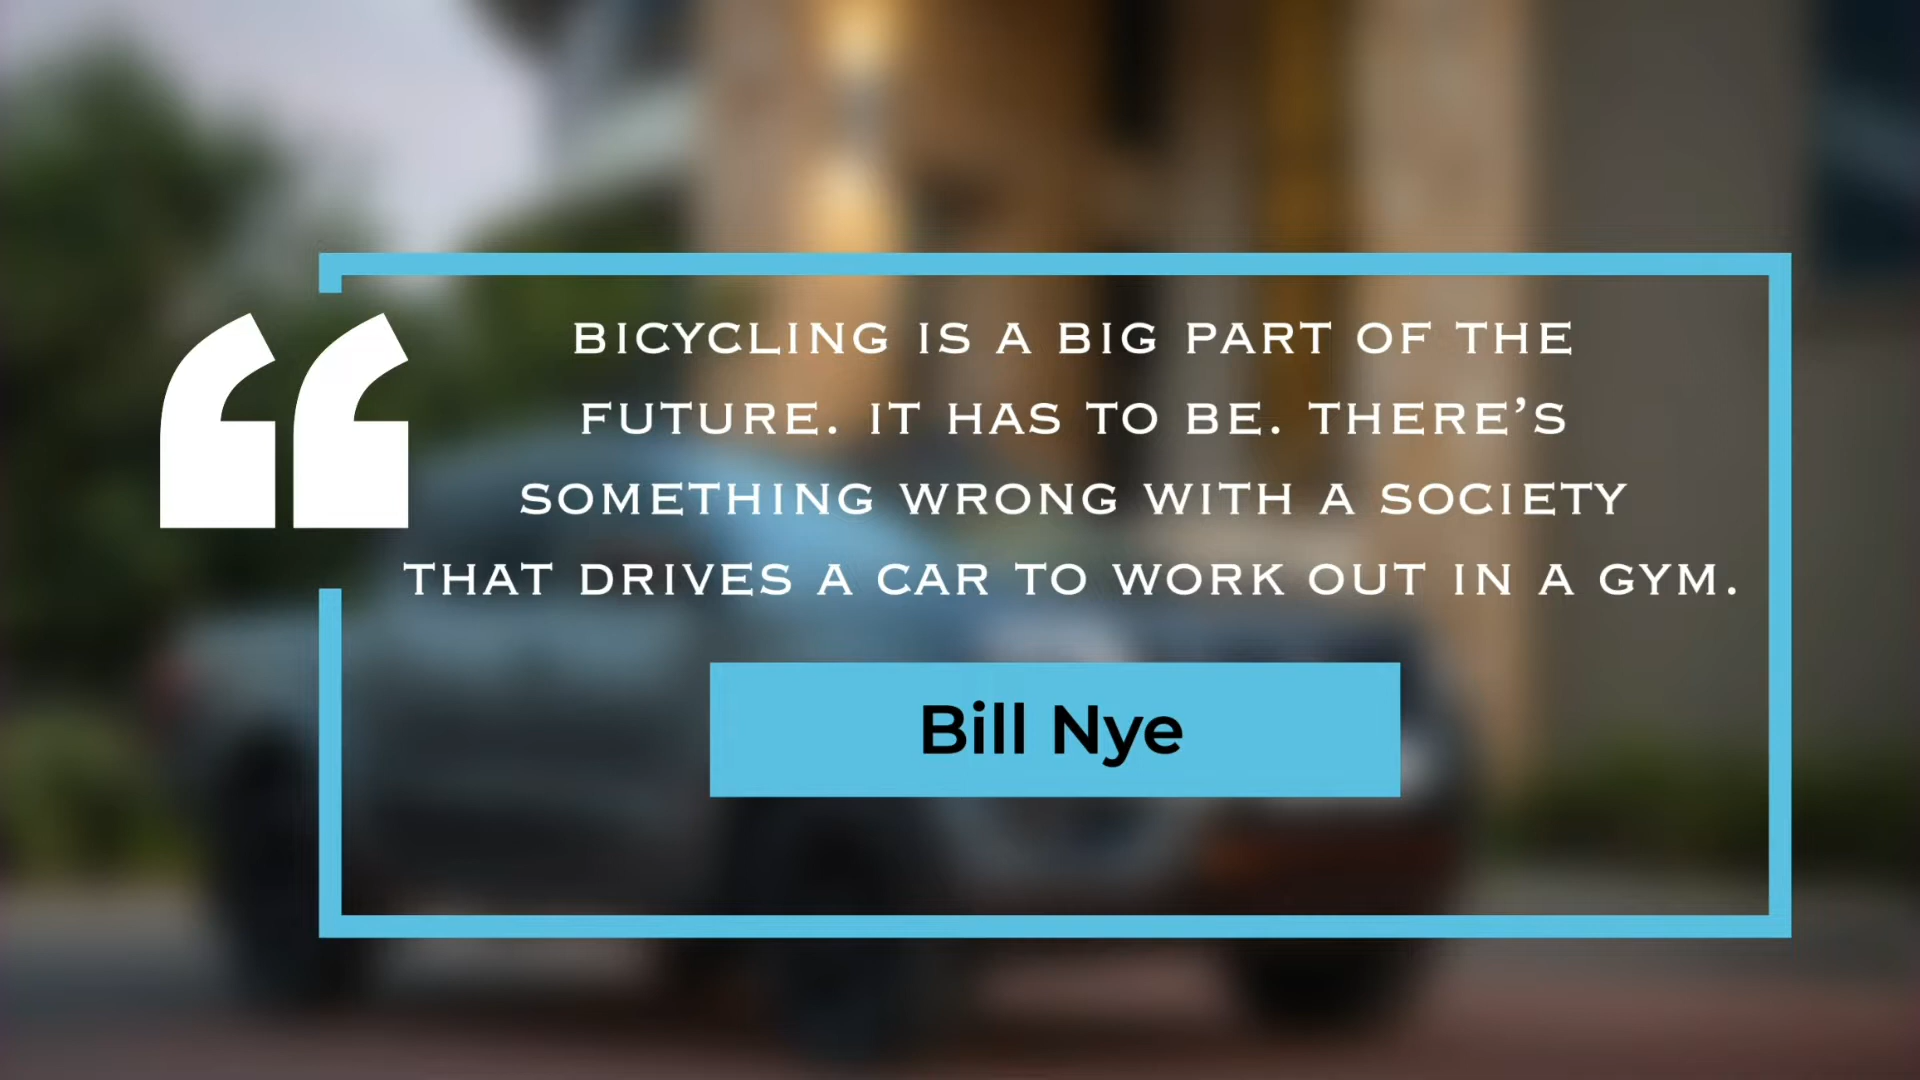 “
BICYCLING IS A BIG PART OF THE
FUTURE. IT HAS TO BE. THERE’S
SOMETHING WRONG WITH A SOCIETY
THAT DRIVES A CAR TO WORK OUT IN A GYM.
Bill Nye